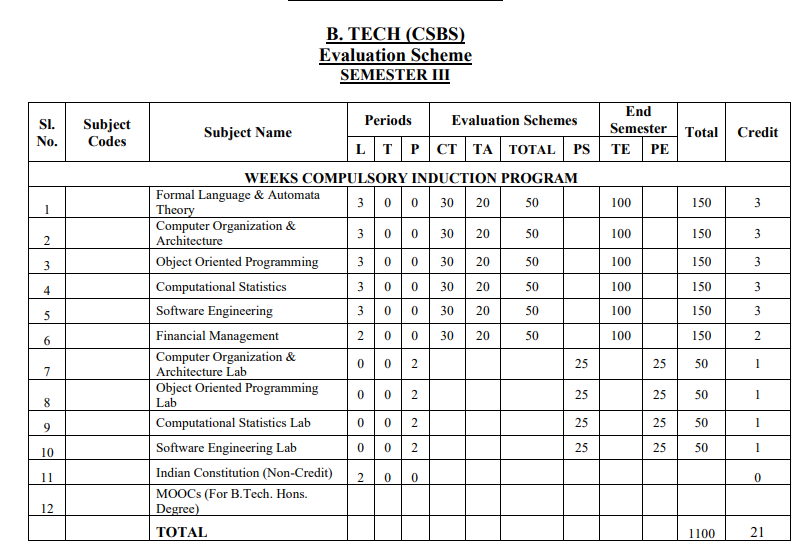 B. TECH (CSBS)
Evaluation Scheme
SEMESTER III
Sl. No. Subject Codes Subject Name Periods Evaluation Schemes End Semester Total Credit
L T P CT TA TOTAL PS TE PE
WEEKS COMPULSORY INDUCTION PROGRAM
1 Formal Language & Automata Theory 3 0 0 30 20 50 100 150 3
2 Computer Organization & Architecture 3 0 0 30 20 50 100 150 3
3 Object Oriented Programming 3 0 0 30 20 50 100 150 3
4 Computational Statistics 3 0 0 30 20 50 100 150 3
5 Software Engineering 3 0 0 30 20 50 100 150 3
6 Financial Management 2 0 0 30 20 50 100 150 2
7 Computer Organization & Architecture Lab 0 0 2 25 25 50 1
8 Object Oriented Programming Lab 0 0 2 25 25 50 1
9 Computational Statistics Lab 0 0 2 25 25 50 1
10 Software Engineering Lab 0 0 2 25 25 50 1
11 Indian Constitution (Non-Credit) 2 0 0 0
12 MOOCs (For B.Tech. Hons. Degree)
TOTAL 1100 21